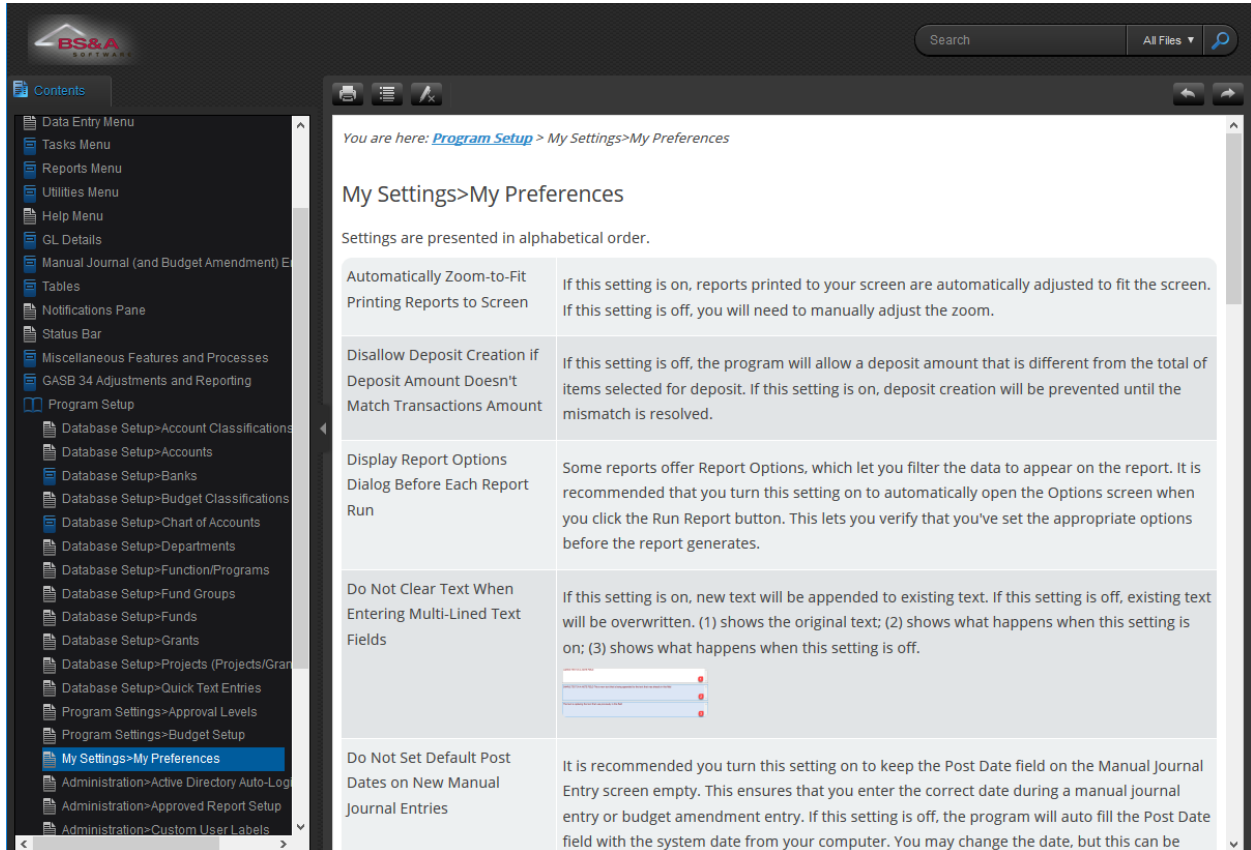 BS&A
SOFTWARE
Search
All Files
Contents
Data Entry Menu
Tasks Menu
Reports Menu
Utilities Menu
Help Menu
GL Details
Manual Journal (and Budget Amendment) E
Tables
Notifications Pane
Status Bar
Miscellaneous Features and Processes
GASB 34 Adjustments and Reporting
Program Setup
Database Setup>Account Classifications
Database Setup>Accounts
Database Setup>Banks
Database Setup>Budget Classifications
Database Setup>Chart of Accounts
Database Setup>Departments
Database Setup>Function/Programs
Database Setup>Fund Groups
Database Setup>Funds
Database Setup>Grants
Database Setup>Projects (Projects/Gran
Database Setup>Quick Text Entries
Program Settings>Approval Levels
Program Settings>Budget Setup
My Settings>My Preferences
Administration>Active Directory Auto-Logi
Administration>Approved Report Setup
Administration>Custom User Labels
You are here: Program Setup > My Settings>My Preferences
My Settings>My Preferences
Settings are presented in alphabetical order.
Automatically Zoom-to-Fit
Printing Reports to Screen
If this setting is on, reports printed to your screen are automatically adjusted to fit the screen.
If this setting is off, you will need to manually adjust the zoom.
Disallow Deposit Creation if
Deposit Amount Doesn't
Match Transactions Amount
If this setting is off, the program will allow a deposit amount that is different from the total of
items selected for deposit. If this setting is on, deposit creation will be prevented until the
mismatch is resolved.
Display Report Options
Dialog Before Each Report
Run
Some reports offer Report Options, which let you filter the data to appear on the report. It is
recommended that you turn this setting on to automatically open the Options screen when
you click the Run Report button. This lets you verify that you've set the appropriate options
before the report generates.
Do Not Clear Text When
Entering Multi-Lined Text
Fields
If this setting is on, new text will be appended to existing text. If this setting is off, existing text
will be overwritten. (1) shows the original text; (2) shows what happens when this setting is
on; (3) shows what happens when this setting is off.
Do Not Set Default Post
Dates on New Manual
Journal Entries
It is recommended you turn this setting on to keep the Post Date field on the Manual Journal
Entry screen empty. This ensures that you enter the correct date during a manual journal
entry or budget amendment entry. If this setting is off, the program will auto fill the Post Date
field with the system date from your computer. You may change the date, but this can be